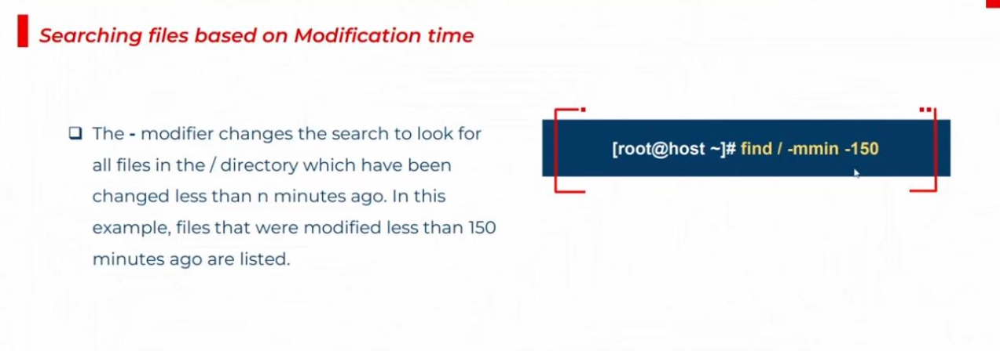 Searching files based on Modification time
The - modifier changes the search to look for
all files in the / directory which have been
changed less than n minutes ago. In this
example, files that were modified less than 150
minutes ago are listed.
[root@host ~]# find / -mmin -150